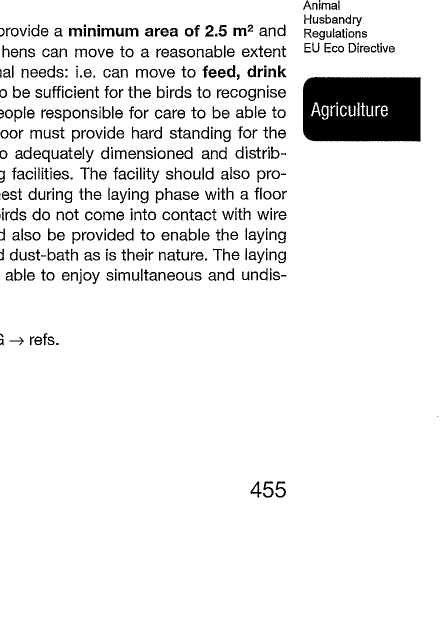 Animal
Husbandry
Regulations
EU Eco Directive
Agriculture
provide a minimum area of 2.5 m² and
hens can move to a reasonable extent
nal needs: i.e. can move to feed, drink
o be sufficient for the birds to recognise
eople responsible for care to be able to
oor must provide hard standing for the
o adequately dimensioned and distrib-
g facilities. The facility should also pro-
est during the laying phase with a floor
irds do not come into contact with wire
d also be provided to enable the laying
d dust-bath as is their nature. The laying
able to enjoy simultaneous and undis-
→ refs.
455